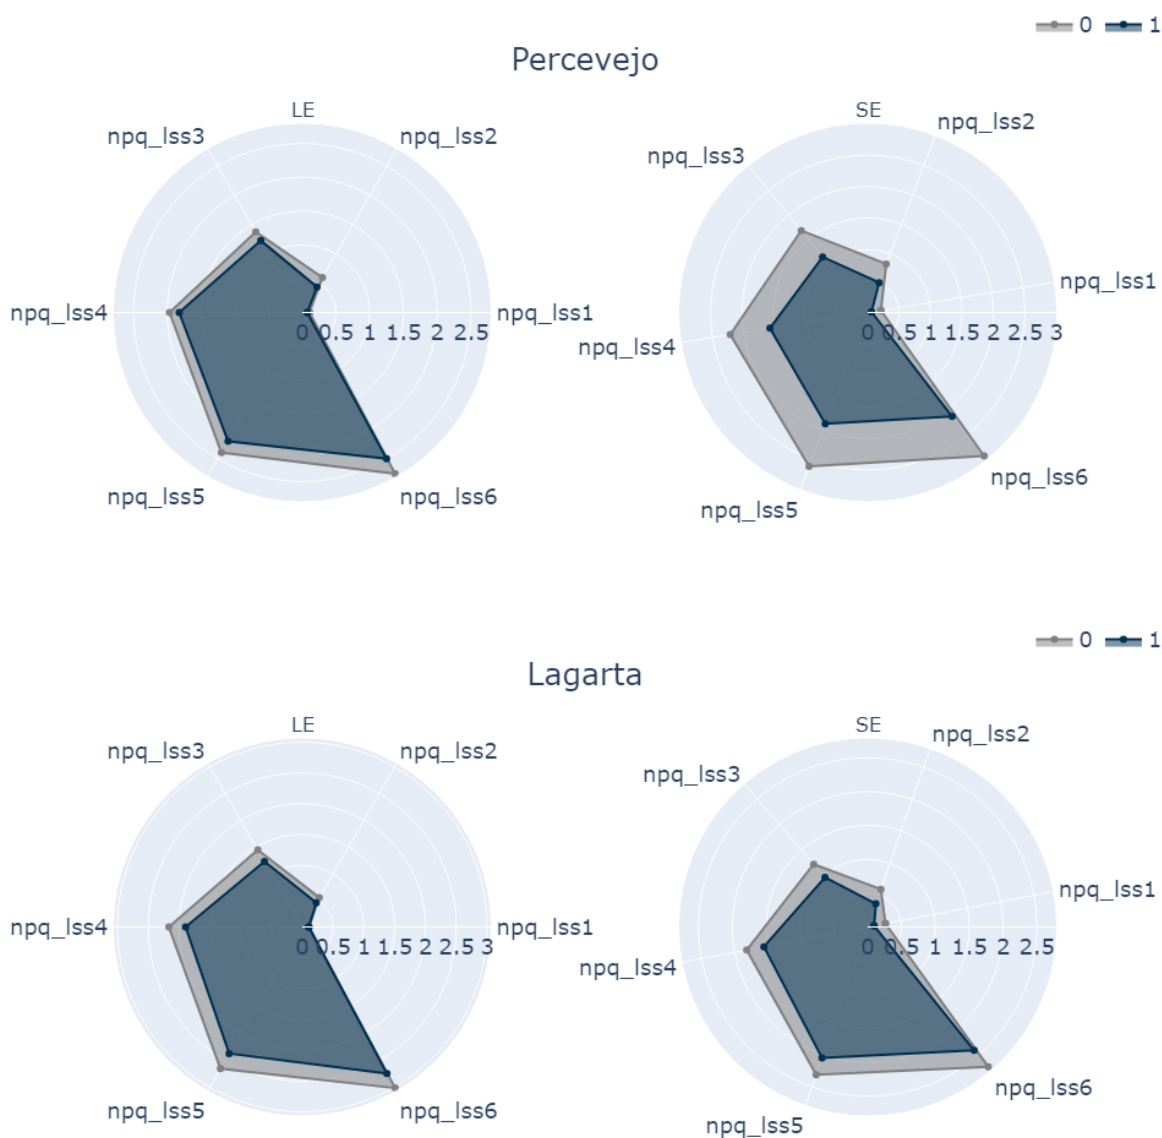 0 1
Percevejo
LE
npq_lss3 npq_lss2
npq_lss4 npq_lss1
0 0.5 1 1.5 2 2.5
npq_lss5 npq_lss6
SE
npq_lss2
npq_lss3
npq_lss1
0 0.5 1 1.5 2 2.5 3
npq_lss4
npq_lss6
npq_lss5
0 1
Lagarta
LE
npq_lss3 npq_lss2
npq_lss4 npq_lss1
0 0.5 1 1.5 2 2.5 3
npq_lss5 npq_lss6
SE
npq_lss2
npq_lss3
npq_lss1
0 0.5 1 1.5 2 2.5
npq_lss4
npq_lss6
npq_lss5